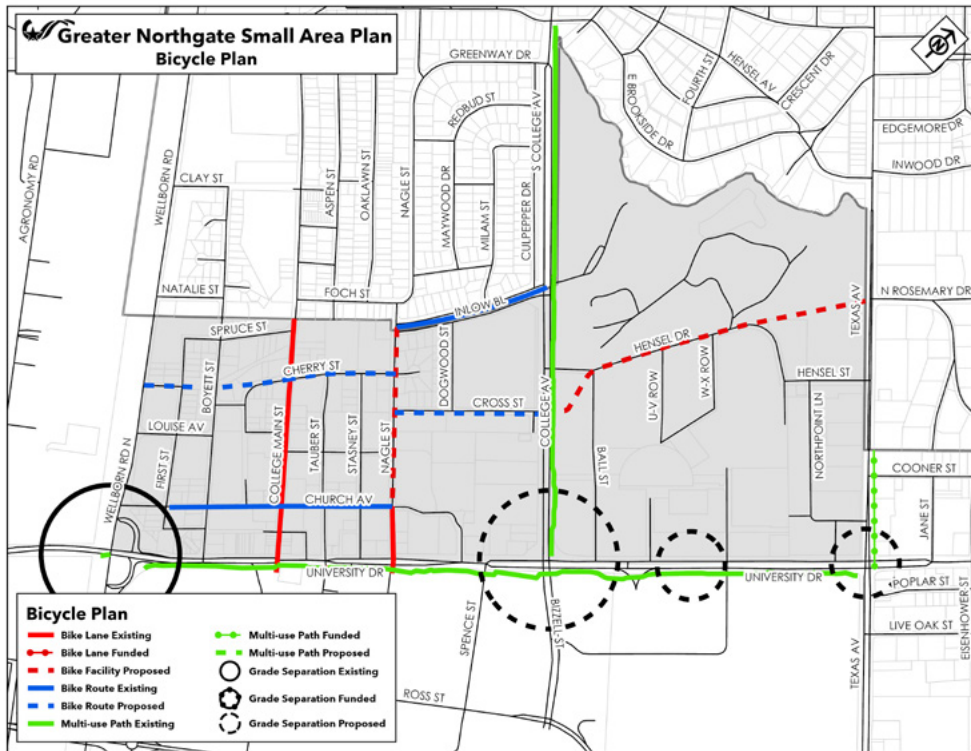 Greater Northgate Small Area Plan
Bicycle Plan
N
GREENWAY DR
REDBUD ST
S COLLEGE AV
E BROOKSIDE DR
FOURTH ST
HENSEL AV
CRESCENT DR
EDGEMORE DR
INWOOD DR
AGRONOMY RD
WELLBORN RD
CLAY ST
ASPEN ST
OAKLAWN ST
NAGLE ST
MAYWOOD DR
MILAM ST
CULPEPPER DR
NATALIE ST
FOCH ST
INLOW BL
N ROSEMARY DR
TEXAS AV
SPRUCE ST
BOYETT ST
CHERRY ST
DOGWOOD ST
HENSEL DR
U-V ROW
W-X ROW
HENSEL ST
CROSS ST
COLLEGE AV
LOUISE AV
FIRST ST
COLLEGE MAIN ST
TAUBER ST
STASNEY ST
NAGLE ST
BALL ST
NORTHPOINT LN
COONER ST
WELLBORN RD N
CHURCH AV
JANE ST
UNIVERSITY DR
UNIVERSITY DR
POPLAR ST
LIVE OAK ST
EISENHOWER ST
SPENCE ST
BIZZELL ST
TEXAS AV
ROSS ST
Bicycle Plan
Bike Lane Existing
Bike Lane Funded
Bike Facility Proposed
Bike Route Existing
Bike Route Proposed
Multi-use Path Existing
Multi-use Path Funded
Multi-use Path Proposed
Grade Separation Existing
Grade Separation Funded
Grade Separation Proposed